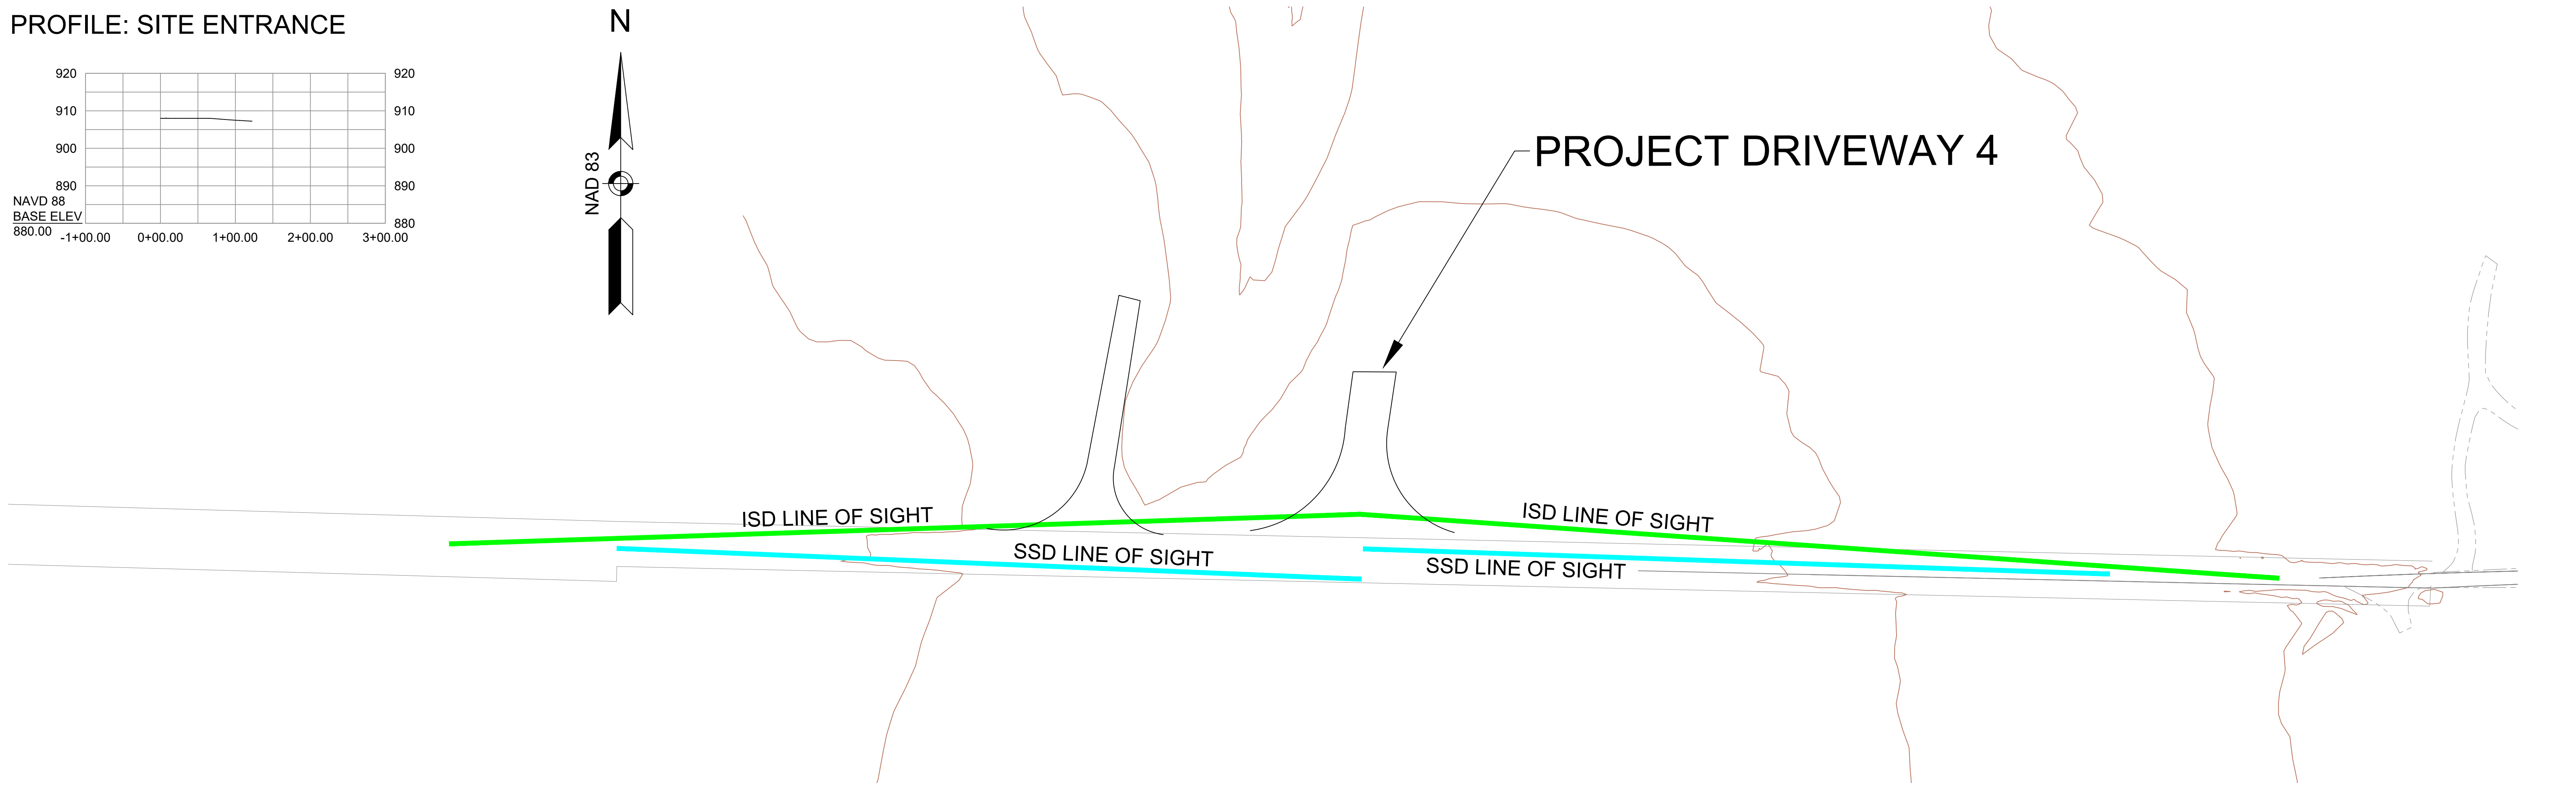 PROFILE: SITE ENTRANCE
920 920
910 910
900 900
890 890
NAVD 88
BASE ELEV
880.00
880
-1+00.00 0+00.00 1+00.00 2+00.00 3+00.00
N
NAD 83
PROJECT DRIVEWAY 4
ISD LINE OF SIGHT
ISD LINE OF SIGHT
SSD LINE OF SIGHT
SSD LINE OF SIGHT